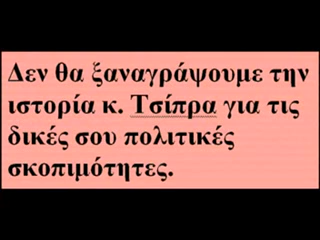 Δεν θα ξαναγράψουμε την
ιστορία κ. Τσίπρα για τις
δικές σου πολιτικές
σκοπιμότητες.